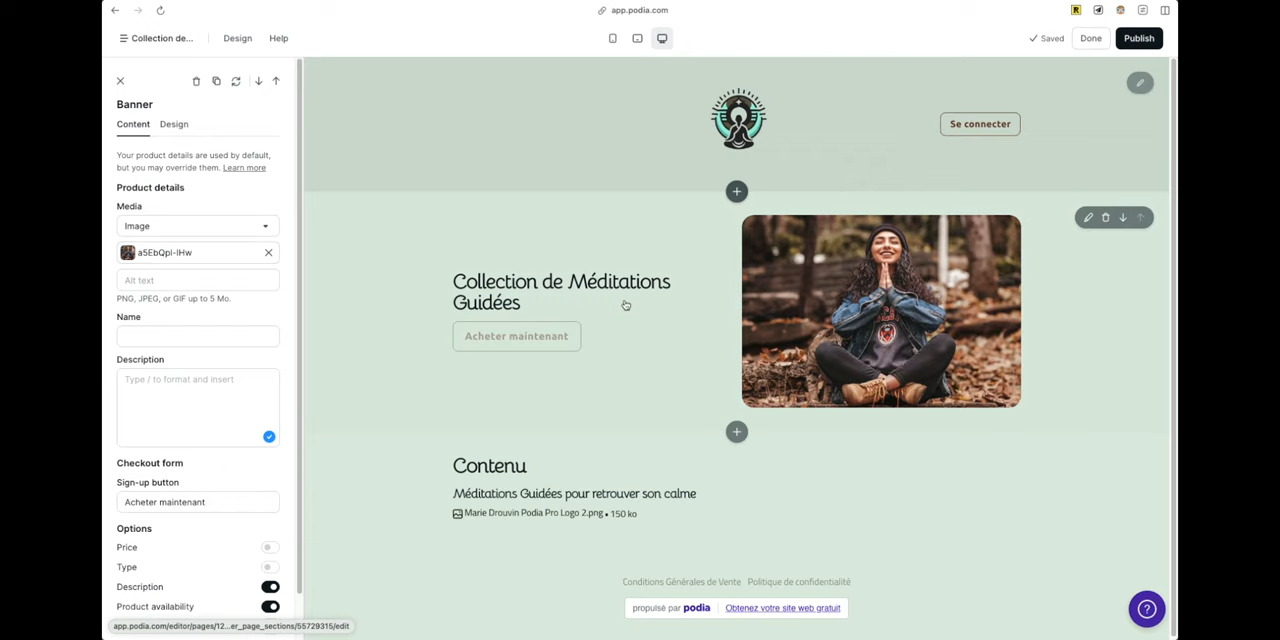 app.podia.com
R
Collection de...
Design
Help
Saved
Done
Publish
Banner
Content
Design
Your product details are used by default,
but you may override them. Learn more
Product details
Media
Image
a5EbQpI-lHw
Alt text
PNG, JPEG, or GIF up to 5 Mo.
Name
Description
Type / to format and insert
Checkout form
Sign-up button
Acheter maintenant
Options
Price
Type
Description
Product availability
app.podia.com/editor/pages/12...er_page_sections/55729315/edit
Se connecter
Collection de Méditations
Guidées
Acheter maintenant
Contenu
Méditations Guidées pour retrouver son calme
Marie Drouvin Podia Pro Logo 2.png • 150 ko
Conditions Générales de Vente Politique de confidentialité
propulsé par podia Obtenez votre site web gratuit
?